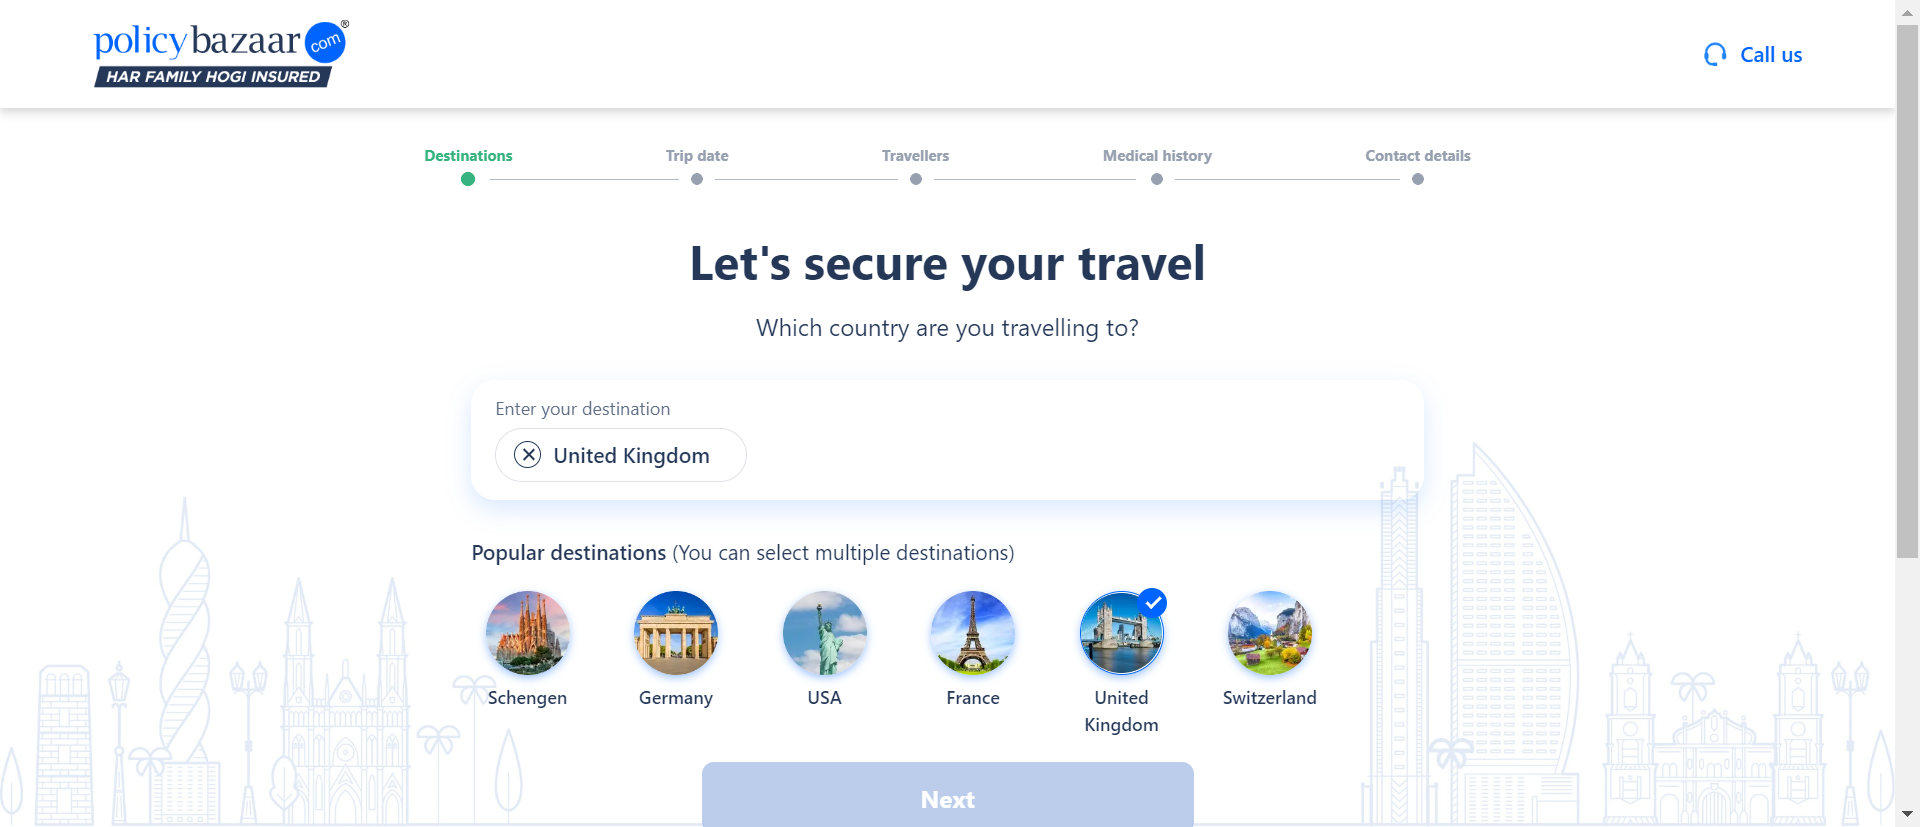 policybazaar com ®
HAR FAMILY HOGI INSURED
Call us
Destinations
Trip date
Travellers
Medical history
Contact details
Let's secure your travel
Which country are you travelling to?
Enter your destination
United Kingdom
Popular destinations (You can select multiple destinations)
Schengen
Germany
USA
France
United
Kingdom
Switzerland
Next